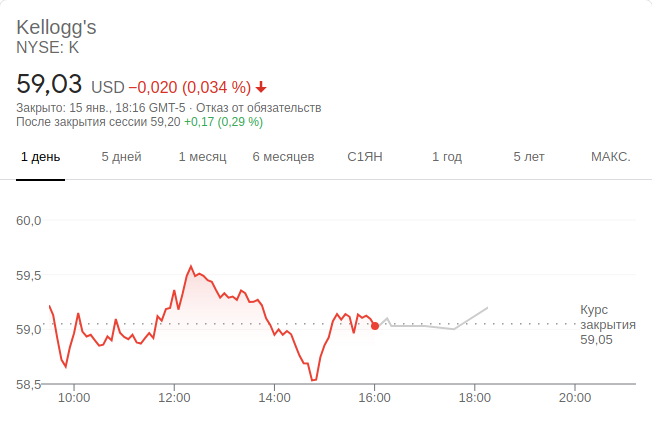 Kellogg's
NYSE: K
59,03 USD −0,020 (0,034 %)
Закрыто: 15 янв., 18:16 GMT-5 · Отказ от обязательств
После закрытия сессии 59,20 +0,17 (0,29 %)
1 день 5 дней 1 месяц 6 месяцев С1ЯН 1 год 5 лет МАКС.
60,0
59,5
59,0
58,5
Курс
закрытия
59,05
10:00 12:00 14:00 16:00 18:00 20:00